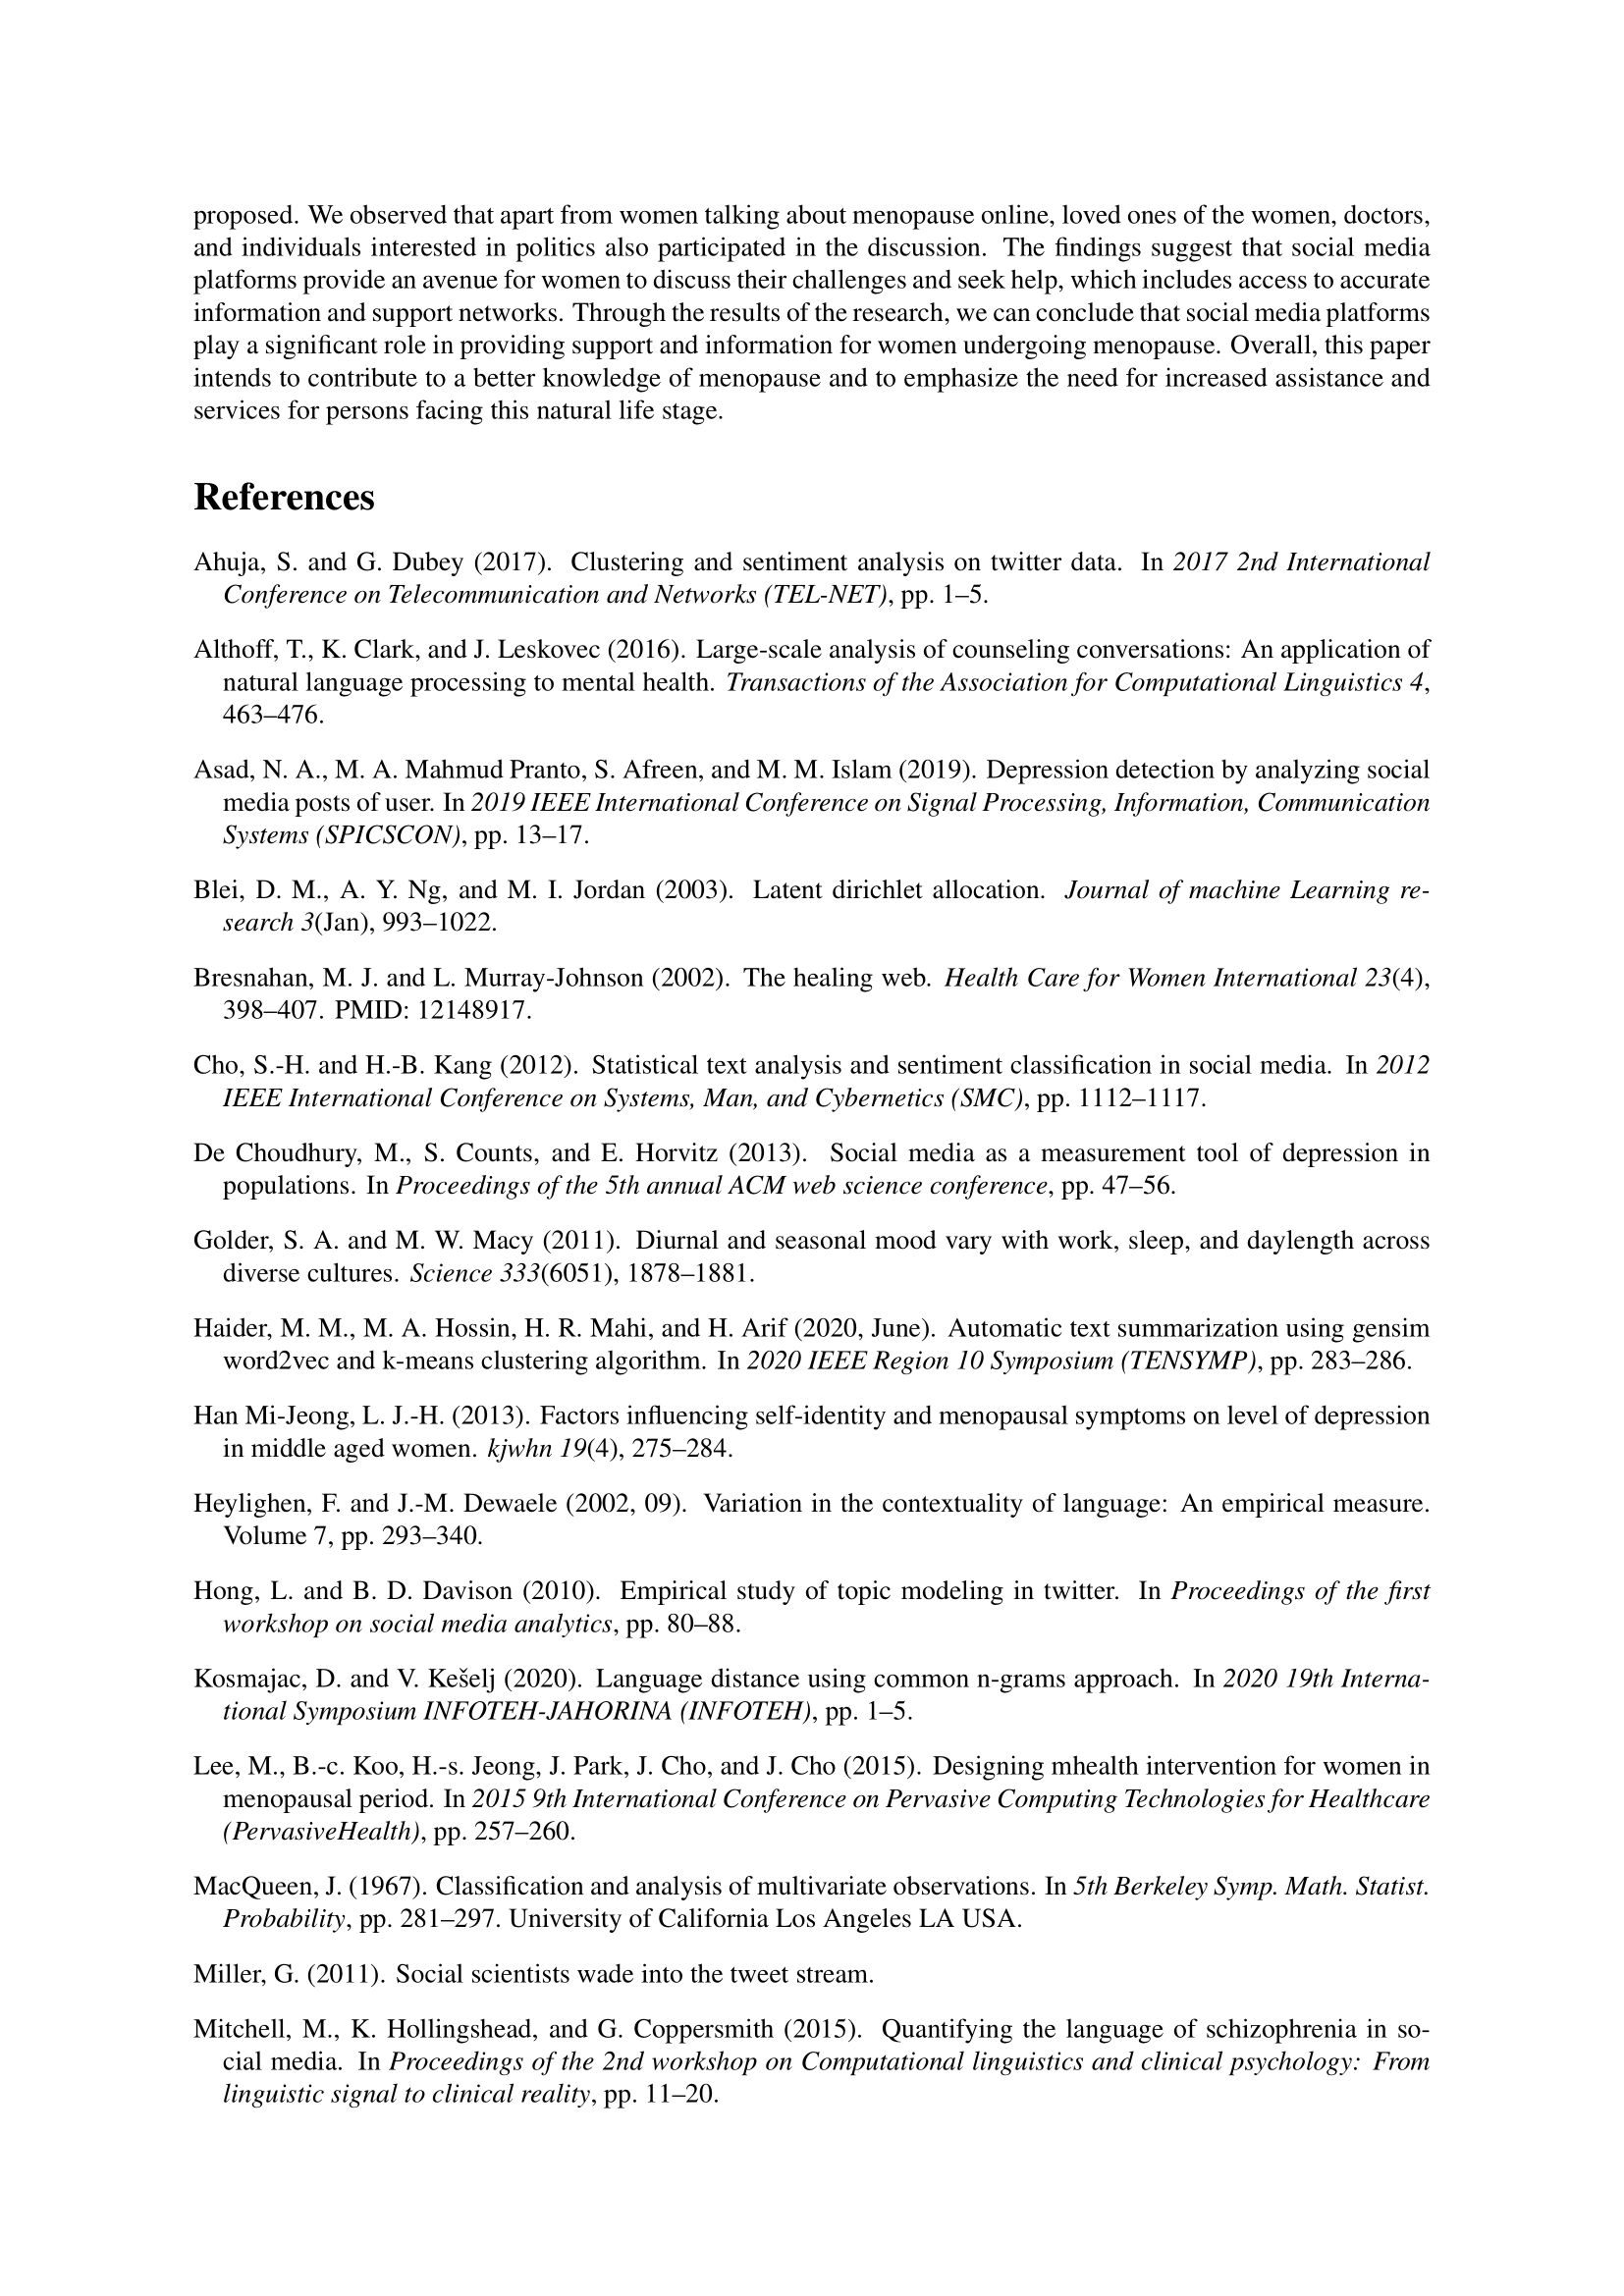 proposed. We observed that apart from women talking about menopause online, loved ones of the women, doctors,
and individuals interested in politics also participated in the discussion. The findings suggest that social media
platforms provide an avenue for women to discuss their challenges and seek help, which includes access to accurate
information and support networks. Through the results of the research, we can conclude that social media platforms
play a significant role in providing support and information for women undergoing menopause. Overall, this paper
intends to contribute to a better knowledge of menopause and to emphasize the need for increased assistance and
services for persons facing this natural life stage.
References
Ahuja, S. and G. Dubey (2017). Clustering and sentiment analysis on twitter data. In 2017 2nd International
Conference on Telecommunication and Networks (TEL-NET), pp. 1–5.
Althoff, T., K. Clark, and J. Leskovec (2016). Large-scale analysis of counseling conversations: An application of
natural language processing to mental health. Transactions of the Association for Computational Linguistics 4,
463–476.
Asad, N. A., M. A. Mahmud Pranto, S. Afreen, and M. M. Islam (2019). Depression detection by analyzing social
media posts of user. In 2019 IEEE International Conference on Signal Processing, Information, Communication
Systems (SPICSCON), pp. 13–17.
Blei, D. M., A. Y. Ng, and M. I. Jordan (2003). Latent dirichlet allocation. Journal of machine Learning re-
search 3(Jan), 993–1022.
Bresnahan, M. J. and L. Murray-Johnson (2002). The healing web. Health Care for Women International 23(4),
398–407. PMID: 12148917.
Cho, S.-H. and H.-B. Kang (2012). Statistical text analysis and sentiment classification in social media. In 2012
IEEE International Conference on Systems, Man, and Cybernetics (SMC), pp. 1112–1117.
De Choudhury, M., S. Counts, and E. Horvitz (2013). Social media as a measurement tool of depression in
populations. In Proceedings of the 5th annual ACM web science conference, pp. 47–56.
Golder, S. A. and M. W. Macy (2011). Diurnal and seasonal mood vary with work, sleep, and daylength across
diverse cultures. Science 333(6051), 1878–1881.
Haider, M. M., M. A. Hossin, H. R. Mahi, and H. Arif (2020, June). Automatic text summarization using gensim
word2vec and k-means clustering algorithm. In 2020 IEEE Region 10 Symposium (TENSYMP), pp. 283–286.
Han Mi-Jeong, L. J.-H. (2013). Factors influencing self-identity and menopausal symptoms on level of depression
in middle aged women. kjwhn 19(4), 275–284.
Heylighen, F. and J.-M. Dewaele (2002, 09). Variation in the contextuality of language: An empirical measure.
Volume 7, pp. 293–340.
Hong, L. and B. D. Davison (2010). Empirical study of topic modeling in twitter. In Proceedings of the first
workshop on social media analytics, pp. 80–88.
Kosmajac, D. and V. Kešelj (2020). Language distance using common n-grams approach. In 2020 19th Interna-
tional Symposium INFOTEH-JAHORINA (INFOTEH), pp. 1–5.
Lee, M., B.-c. Koo, H.-s. Jeong, J. Park, J. Cho, and J. Cho (2015). Designing mhealth intervention for women in
menopausal period. In 2015 9th International Conference on Pervasive Computing Technologies for Healthcare
(PervasiveHealth), pp. 257–260.
MacQueen, J. (1967). Classification and analysis of multivariate observations. In 5th Berkeley Symp. Math. Statist.
Probability, pp. 281–297. University of California Los Angeles LA USA.
Miller, G. (2011). Social scientists wade into the tweet stream.
Mitchell, M., K. Hollingshead, and G. Coppersmith (2015). Quantifying the language of schizophrenia in so-
cial media. In Proceedings of the 2nd workshop on Computational linguistics and clinical psychology: From
linguistic signal to clinical reality, pp. 11–20.